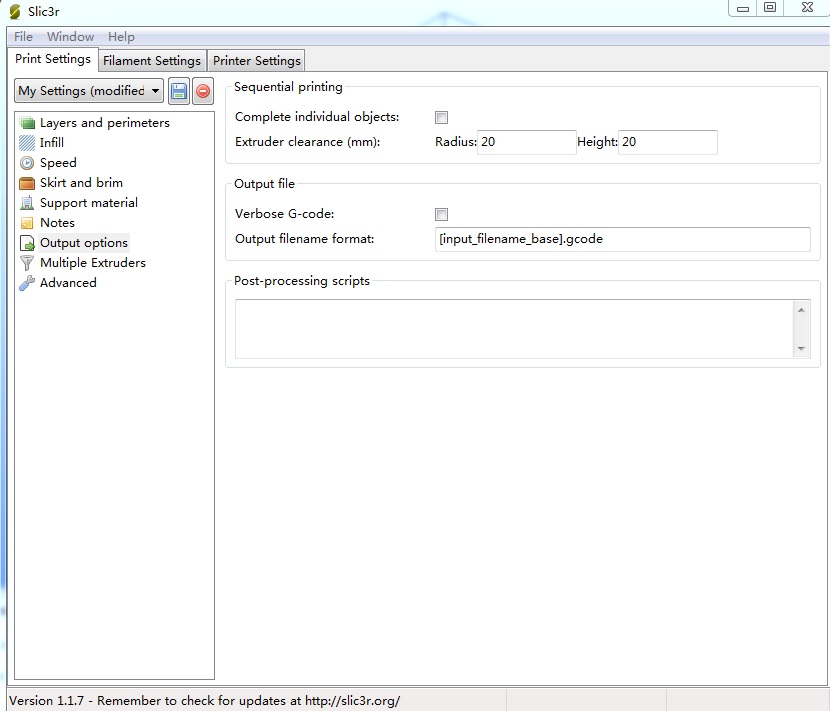 Slic3r
File Window Help
Print Settings Filament Settings Printer Settings
My Settings (modified
Layers and perimeters
Infill
Speed
Skirt and brim
Support material
Notes
Output options
Multiple Extruders
Advanced
Sequential printing
Complete individual objects:
Extruder clearance (mm): Radius: 20 Height: 20
Output file
Verbose G-code:
Output filename format: [input_filename_base].gcode
Post-processing scripts
Version 1.1.7 - Remember to check for updates at http://slic3r.org/